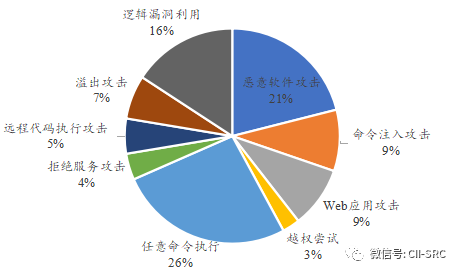 逻辑漏洞利用
16%
恶意软件攻击
21%
溢出攻击
7%
远程代码执行攻击
5%
命令注入攻击
9%
拒绝服务攻击
4%
Web应用攻击
9%
越权尝试
3%
任意命令执行
26%
微信号: CII-SRC